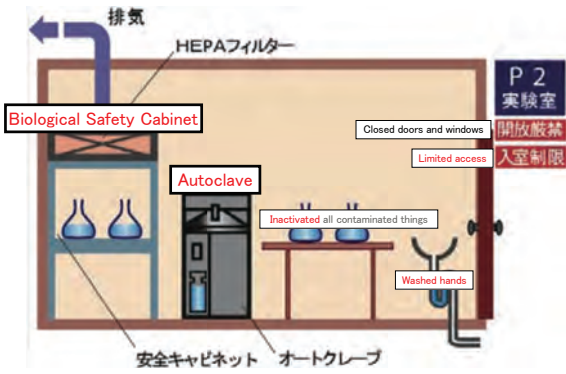 排気
HEPAフィルター
Biological Safety Cabinet
P2
実験室
Closed doors and windows
開放厳禁
Limited access
入室制限
Autoclave
Inactivated all contaminated things
Washed hands
安全キャビネット
オートクレーブ